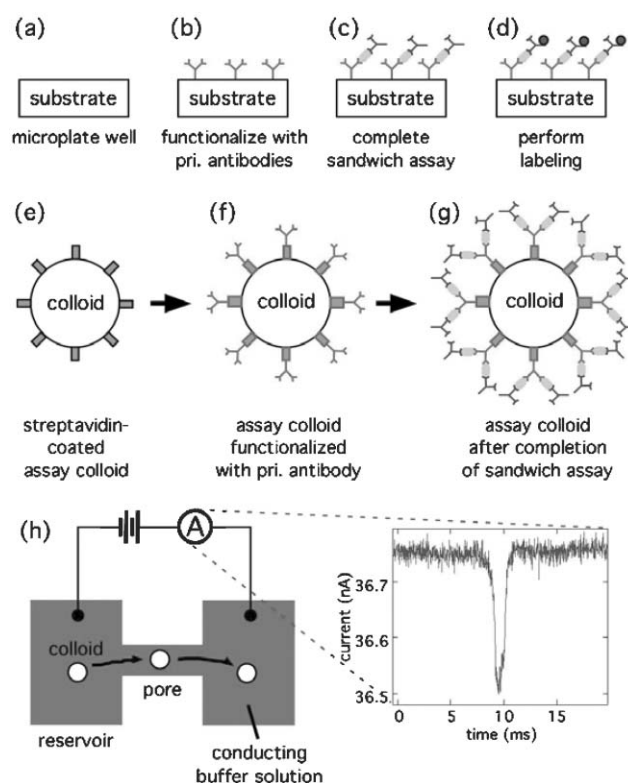 (a)
(b)
(c)
(d)
substrate
substrate
substrate
substrate
microplate well
functionalize with
pri. antibodies
complete
sandwich assay
perform
labeling
(e)
(f)
(g)
colloid
colloid
colloid
streptavidin-
coated
assay colloid
assay colloid
functionalized
with pri. antibody
assay colloid
after completion
of sandwich assay
(h)
A
colloid
pore
reservoir
conducting
buffer solution
current (nA)
36.7
36.6
36.5
0
5
10
15
time (ms)